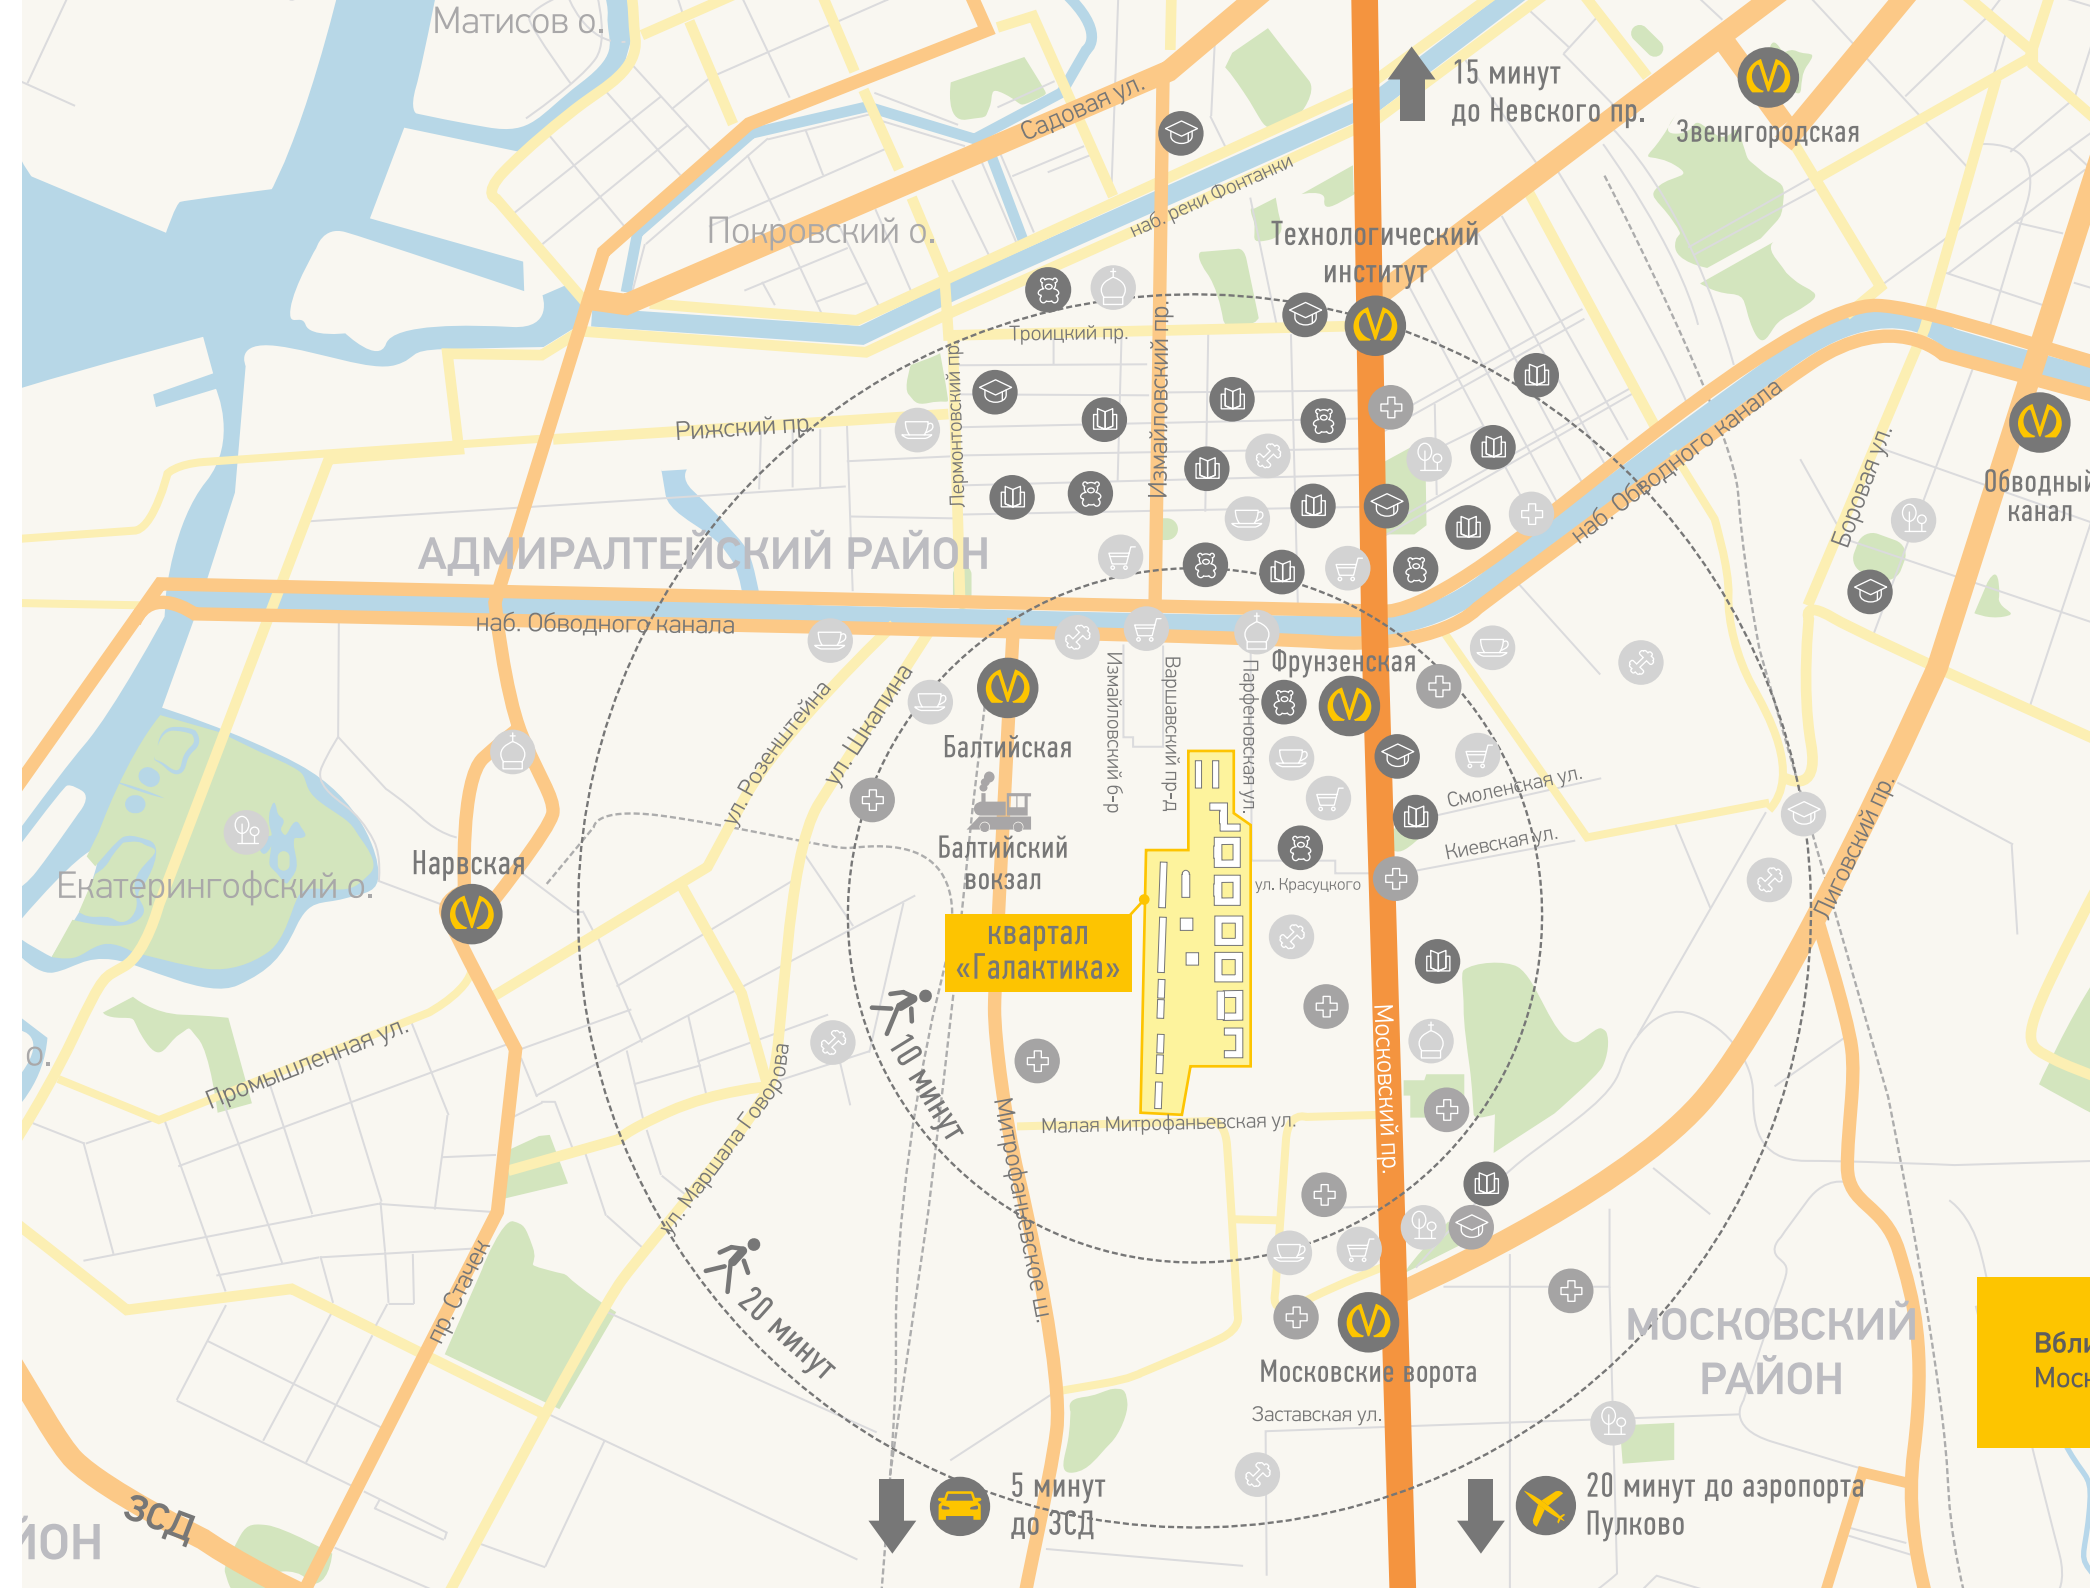 Матисов о.
15 минут
до Невского пр.
Звенигородская
Садовая ул.
наб. реки Фонтанки
Покровский о.
Технологический
институт
Троицкий пр.
Измайловский пр.
Лермонтовский пр.
Рижский пр.
наб. Обводного канала
Боровая ул.
Обводный
канал
АДМИРАЛТЕЙСКИЙ РАЙОН
наб. Обводного канала
Фрунзенская
Измайловский б-р
Варшавский пр-д
Парфеновская ул.
ул. Розенштейна
ул. Шкапина
Балтийская
Балтийский
вокзал
Смоленская ул.
Киевская ул.
Лиговский пр.
Нарвская
Екатерингофский о.
ул. Красуцкого
квартал
«Галактика»
10 минут
Московский пр.
о.
Промышленная ул.
ул. Маршала Говорова
Митрофаньевское ш.
Малая Митрофаньевская ул.
пр. Стачек
20 минут
МОСКОВСКИЙ
РАЙОН
Московские ворота
Заставская ул.
Вбли
Моск
5 минут
до ЗСД
20 минут до аэропорта
Пулково
ЗСД
ЙОН